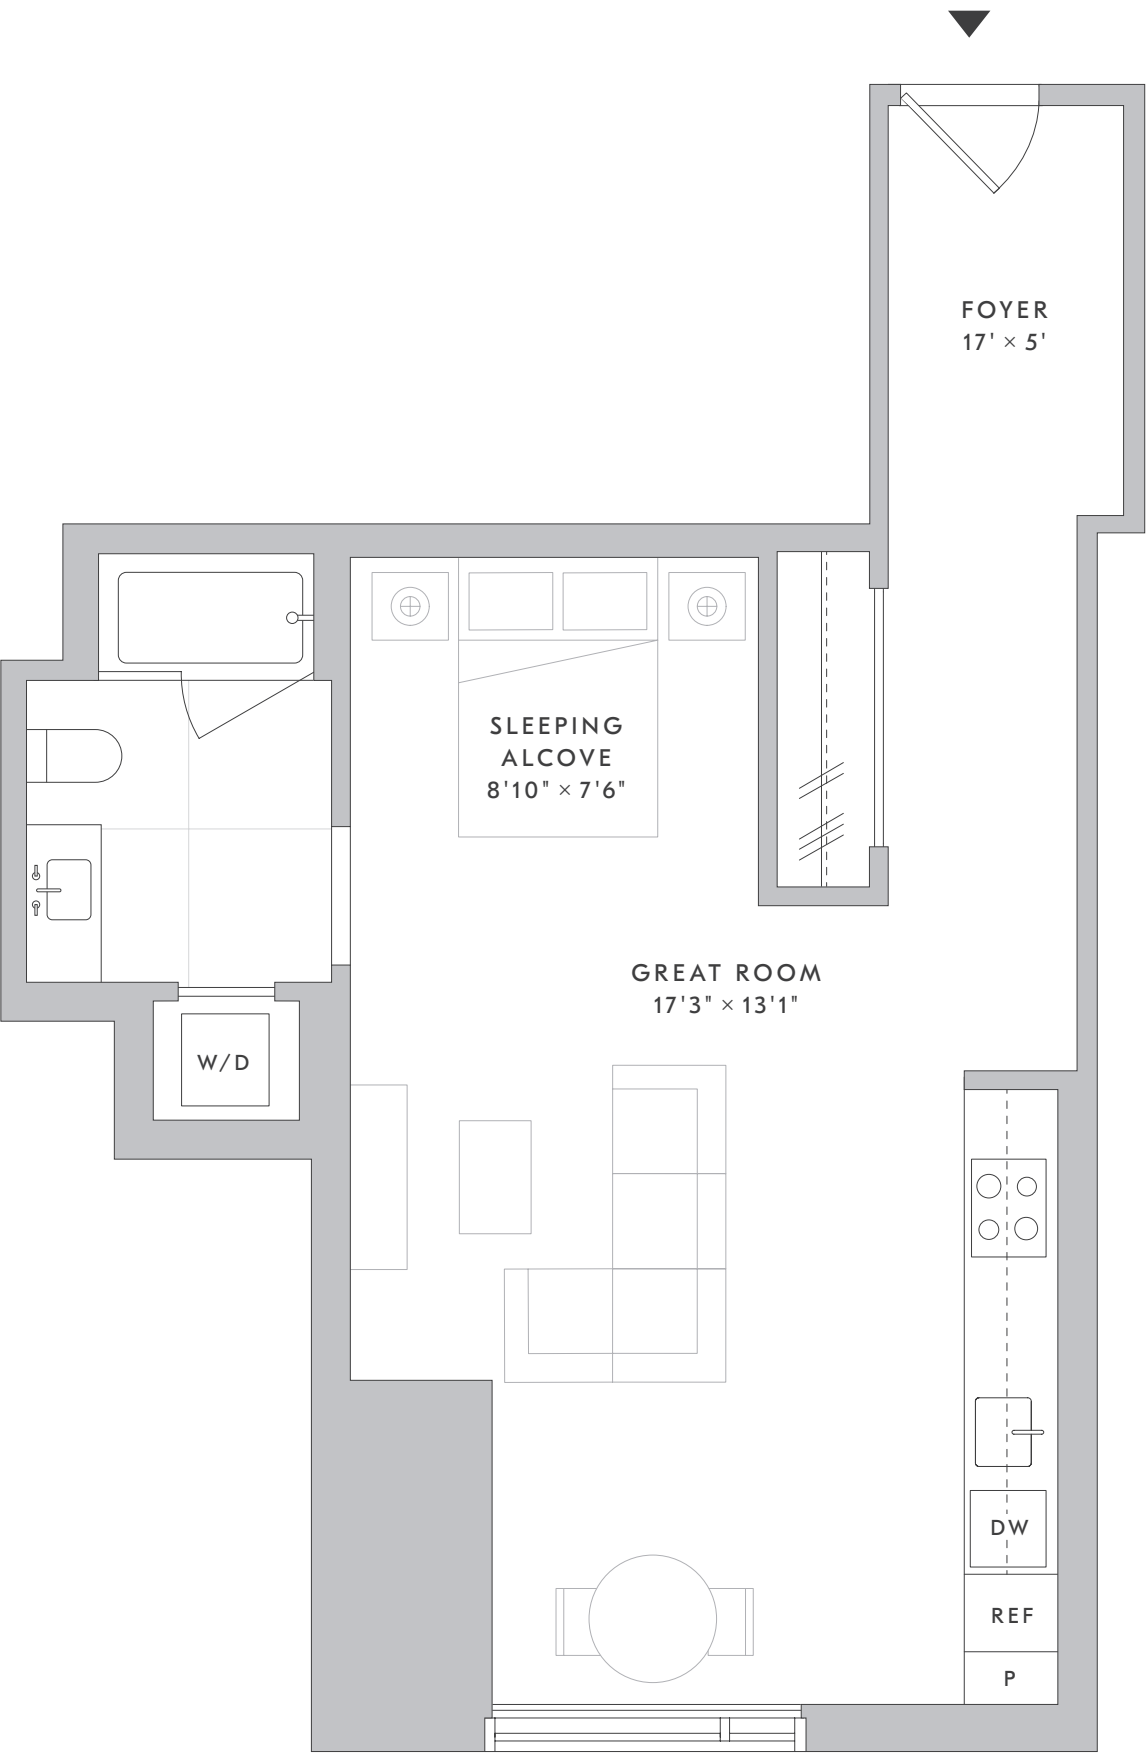 FOYER
17' × 5'
SLEEPING
ALCOVE
8'10" × 7'6"
GREAT ROOM
17'3" × 13'1"
W/D
DW
REF
P